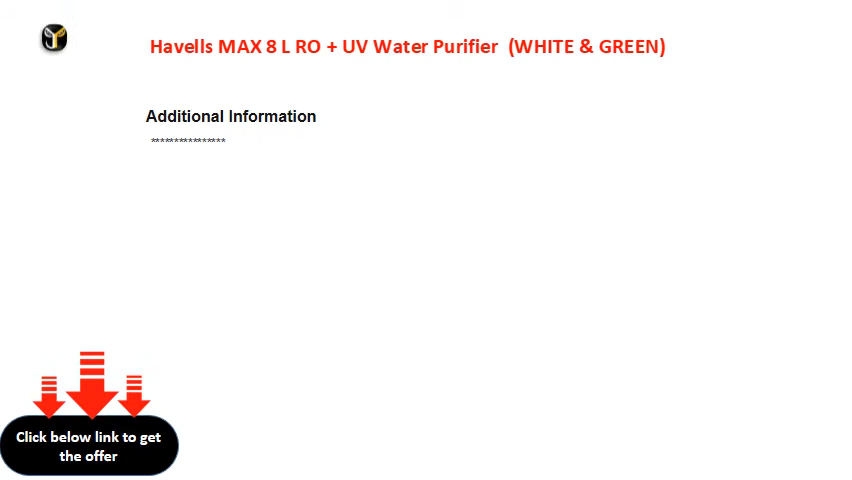 Havells MAX 8 L RO + UV Water Purifier (WHITE & GREEN)
Additional Information
****************
Click below link to get
the offer